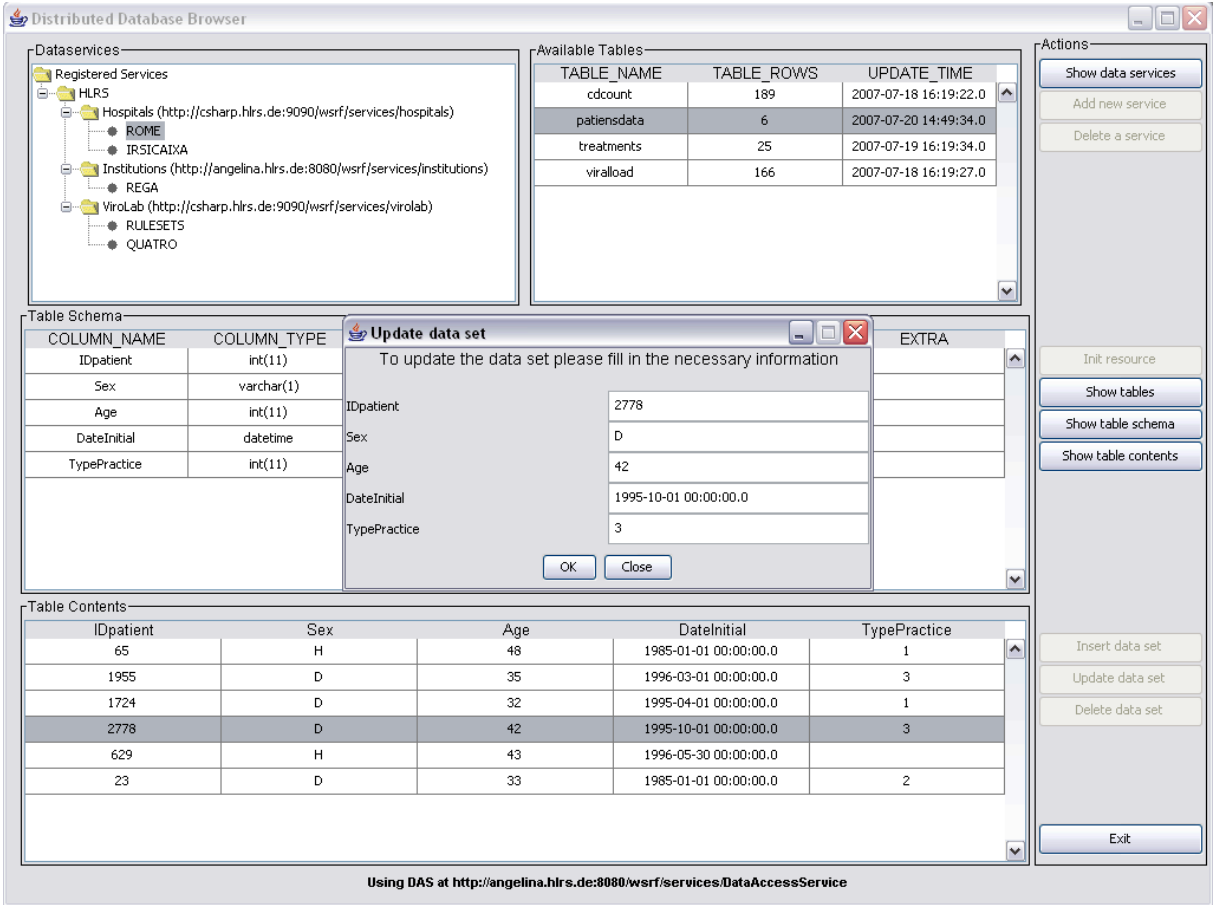 Distributed Database Browser
Dataservices
Registered Services
HLRS
Hospitals (http://csharp.hlrs.de:9090/wsrf/services/hospitals)
ROME
IRSICAIXA
Institutions (http://angelina.hlrs.de:8080/wsrf/services/institutions)
REGA
ViroLab (http://csharp.hlrs.de:9090/wsrf/services/virolab)
RULESETS
QUATRO
Available Tables
TABLE_NAME TABLE_ROWS UPDATE_TIME
cdcount 189 2007-07-18 16:19:22.0
patiensdata 6 2007-07-20 14:49:34.0
treatments 25 2007-07-19 16:19:34.0
viralload 166 2007-07-18 16:19:27.0
Actions
Show data services
Add new service
Delete a service
Table Schema
COLUMN_NAME COLUMN_TYPE EXTRA
IDpatient int(11)
Sex varchar(1)
Age int(11)
DateInitial datetime
TypePractice int(11)
Update data set
To update the data set please fill in the necessary information
IDpatient 2778
Sex D
Age 42
DateInitial 1995-10-01 00:00:00.0
TypePractice 3
OK Close
Init resource
Show tables
Show table schema
Show table contents
Table Contents
IDpatient Sex Age DateInitial TypePractice
65 H 48 1985-01-01 00:00:00.0 1
1955 D 35 1996-03-01 00:00:00.0 3
1724 D 32 1995-04-01 00:00:00.0 1
2778 D 42 1995-10-01 00:00:00.0 3
629 H 43 1996-05-30 00:00:00.0
23 D 33 1985-01-01 00:00:00.0 2
Insert data set
Update data set
Delete data set
Exit
Using DAS at http://angelina.hlrs.de:8080/wsrf/services/DataAccessService